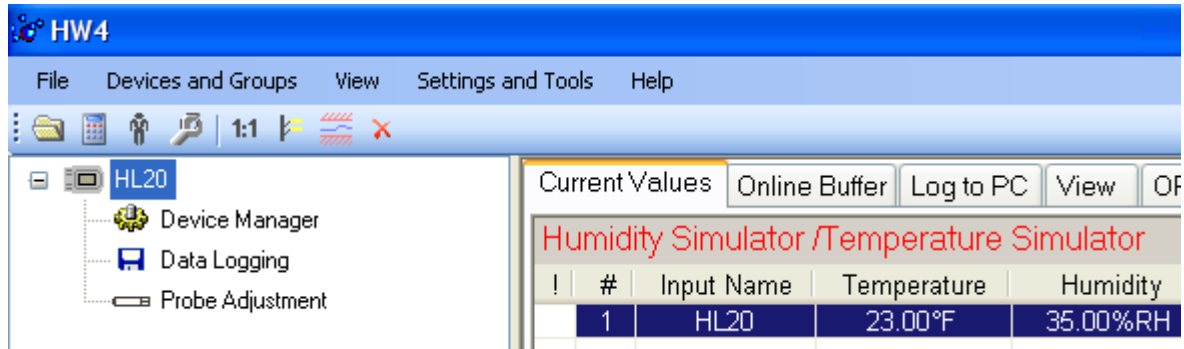 HW4
File Devices and Groups View Settings and Tools Help
1:1
HL20
Device Manager
Data Logging
Probe Adjustment
Current Values Online Buffer Log to PC View
Humidity Simulator /Temperature Simulator
! # Input Name Temperature Humidity
1 HL20 23.00°F 35.00%RH